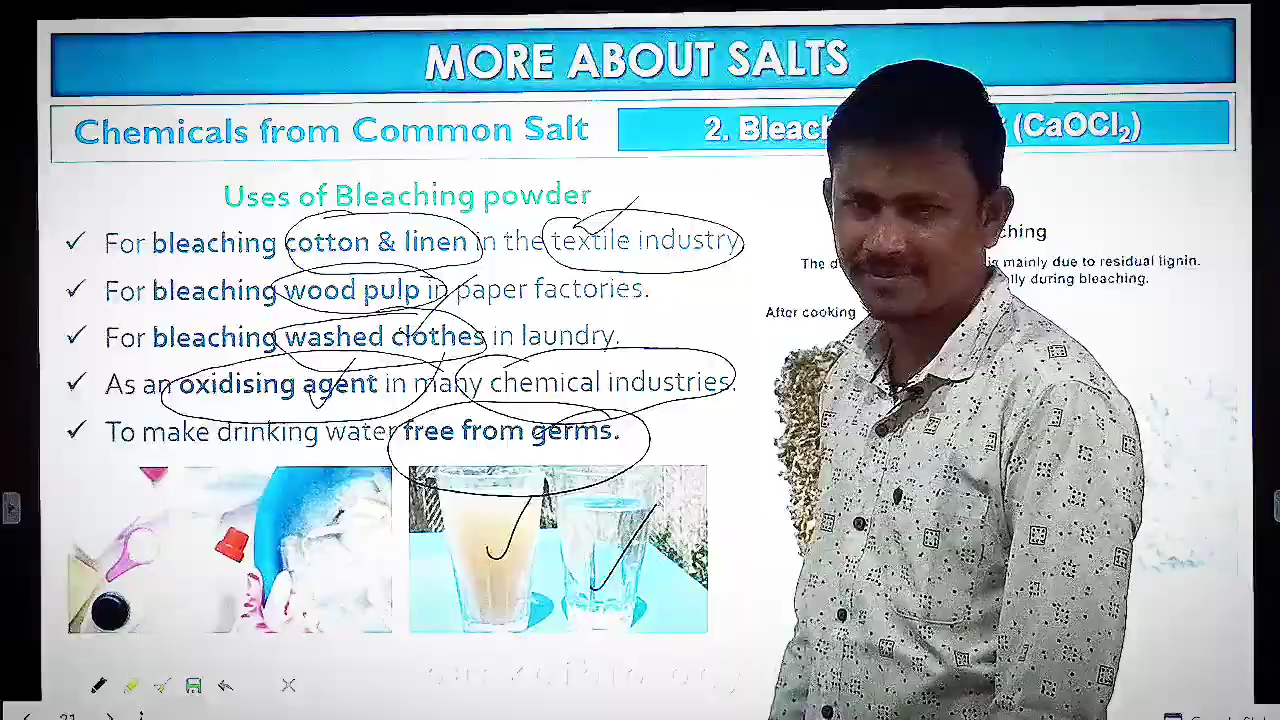 MORE ABOUT SALTS
Chemicals from Common Salt
2. Bleach (CaOCl₂)
Uses of Bleaching powder
✓ For bleaching cotton & linen in the textile industry
✓ For bleaching wood pulp in paper factories.
✓ For bleaching washed clothes in laundry.
✓ As an oxidising agent in many chemical industries.
✓ To make drinking water free from germs.
ching
The is mainly due to residual lignin.
lly during bleaching.
After cooking
21